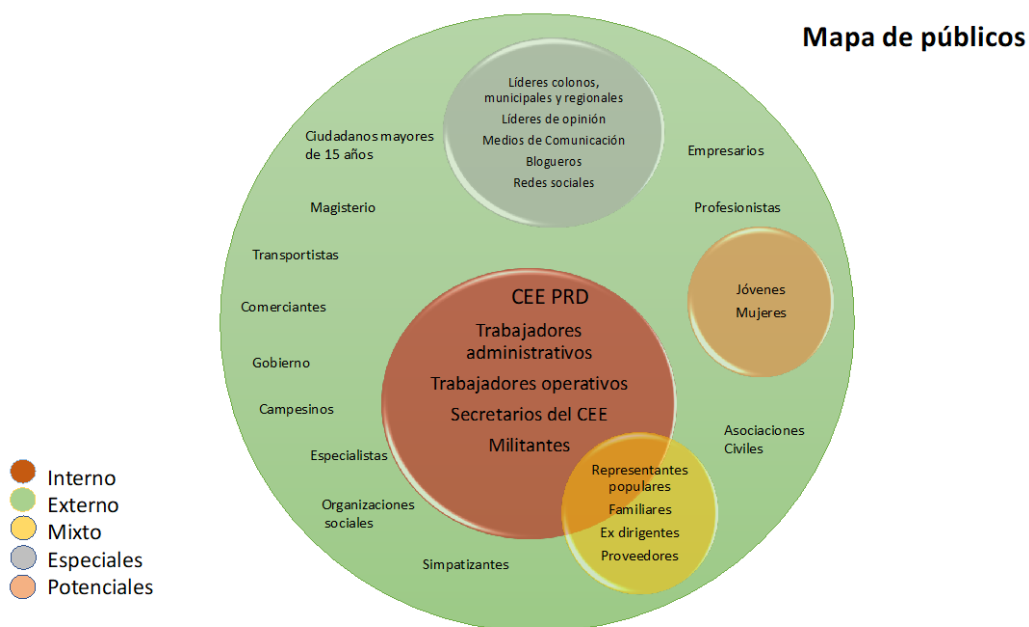 Mapa de públicos
Líderes colonos,
municipales y regionales
Líderes de opinión
Medios de Comunicación
Blogueros
Redes sociales
Ciudadanos mayores
de 15 años
Magisterio
Transportistas
Comerciantes
Gobierno
Campesinos
Especialistas
Organizaciones
sociales
Simpatizantes
Empresarios
Profesionistas
Jóvenes
Mujeres
Asociaciones
Civiles
CEE PRD
Trabajadores
administrativos
Trabajadores operativos
Secretarios del CEE
Militantes
Representantes
populares
Familiares
Ex dirigentes
Proveedores
Interno
Externo
Mixto
Especiales
Potenciales